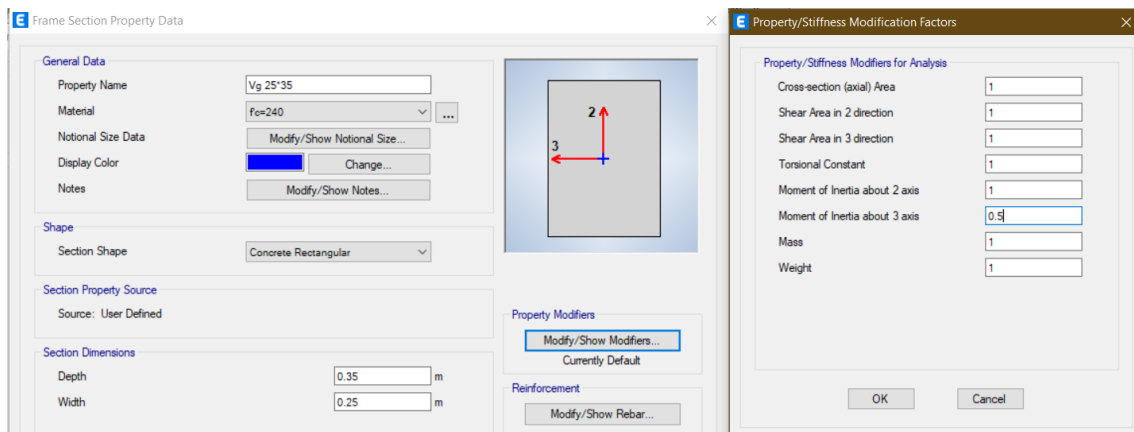 E Frame Section Property Data
General Data
Property Name Vg 25*35
Material f'c=240 ...
Notional Size Data Modify/Show Notional Size...
Display Color Change...
Notes Modify/Show Notes...
2
3
Shape
Section Shape Concrete Rectangular
Section Property Source
Source: User Defined
Property Modifiers
Modify/Show Modifiers...
Currently Default
Section Dimensions
Depth 0.35 m
Width 0.25 m
Reinforcement
Modify/Show Rebar...
E Property/Stiffness Modification Factors
Property/Stiffness Modifiers for Analysis
Cross-section (axial) Area 1
Shear Area in 2 direction 1
Shear Area in 3 direction 1
Torsional Constant 1
Moment of Inertia about 2 axis 1
Moment of Inertia about 3 axis 0.5
Mass 1
Weight 1
OK Cancel